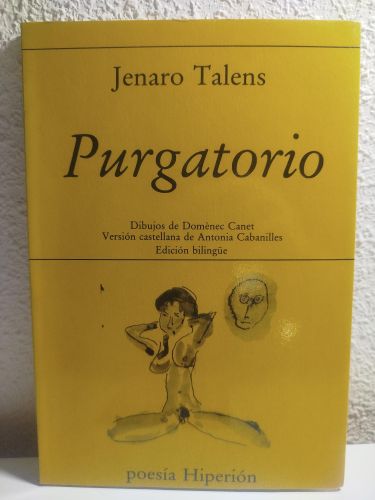 Jenaro Talens
Purgatorio
Dibujos de Domènec Canet
Versión castellana de Antonia Cabanilles
Edición bilingüe
poesía Hiperión